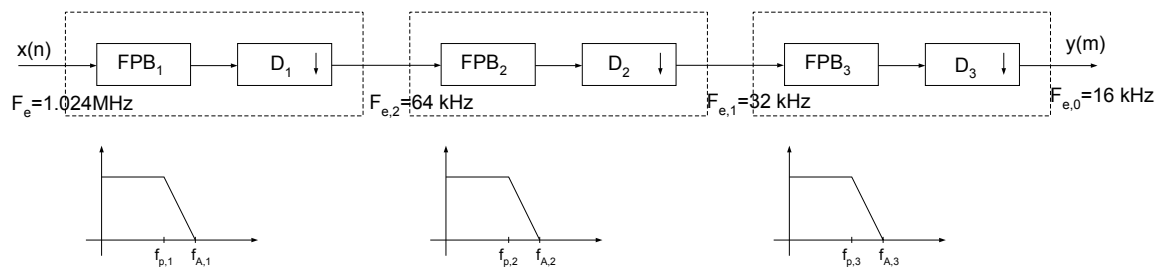 x(n)
FPB1
D1
FPB2
D2
FPB3
D3
y(m)
Fe=1.024MHz
Fe,2=64 kHz
Fe,1=32 kHz
Fe,0=16 kHz
fp,1
fA,1
fp,2
fA,2
fp,3
fA,3